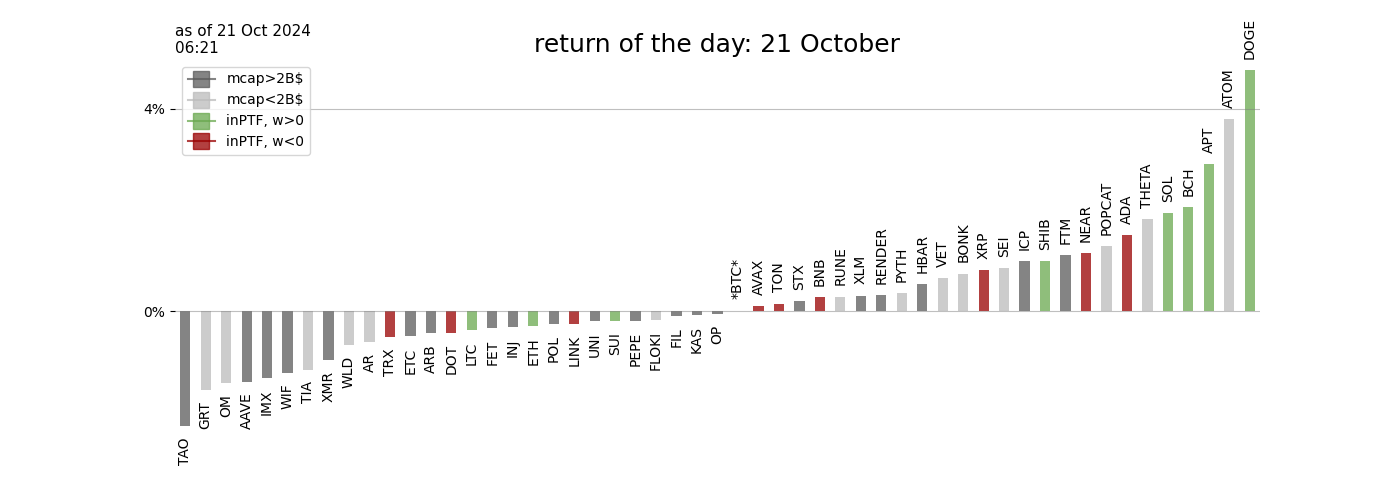 as of 21 Oct 2024
06:21
return of the day: 21 October
mcap>2B$
mcap<2B$
inPTF, w>0
inPTF, w<0
4%
0%
TAO
GRT
OM
AAVE
IMX
WIF
TIA
XMR
WLD
AR
TRX
ETC
ARB
DOT
LTC
FET
INJ
ETH
POL
LINK
UNI
SUI
PEPE
FLOKI
FIL
KAS
OP
*BTC*
AVAX
TON
STX
BNB
RUNE
XLM
RENDER
PYTH
HBAR
VET
BONK
XRP
SEI
ICP
SHIB
FTM
NEAR
POPCAT
ADA
THETA
SOL
BCH
APT
ATOM
DOGE